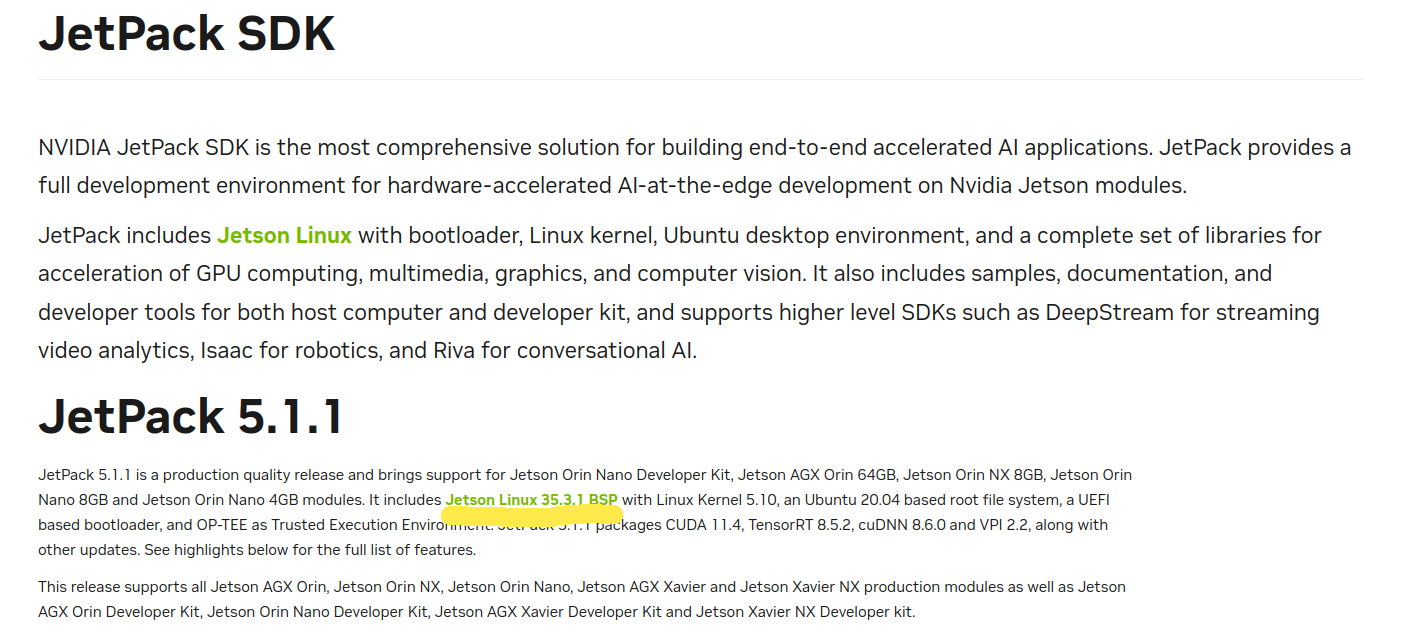 JetPack SDK
NVIDIA JetPack SDK is the most comprehensive solution for building end-to-end accelerated AI applications. JetPack provides a
full development environment for hardware-accelerated AI-at-the-edge development on Nvidia Jetson modules.
JetPack includes Jetson Linux with bootloader, Linux kernel, Ubuntu desktop environment, and a complete set of libraries for
acceleration of GPU computing, multimedia, graphics, and computer vision. It also includes samples, documentation, and
developer tools for both host computer and developer kit, and supports higher level SDKs such as DeepStream for streaming
video analytics, Isaac for robotics, and Riva for conversational AI.
JetPack 5.1.1
JetPack 5.1.1 is a production quality release and brings support for Jetson Orin Nano Developer Kit, Jetson AGX Orin 64GB, Jetson Orin NX 8GB, Jetson Orin
Nano 8GB and Jetson Orin Nano 4GB modules. It includes Jetson Linux 35.3.1 BSP with Linux Kernel 5.10, an Ubuntu 20.04 based root file system, a UEFI
based bootloader, and OP-TEE as Trusted Execution Environment. JetPack 5.1.1 packages CUDA 11.4, TensorRT 8.5.2, cuDNN 8.6.0 and VPI 2.2, along with
other updates. See highlights below for the full list of features.
This release supports all Jetson AGX Orin, Jetson Orin NX, Jetson Orin Nano, Jetson AGX Xavier and Jetson Xavier NX production modules as well as Jetson
AGX Orin Developer Kit, Jetson Orin Nano Developer Kit, Jetson AGX Xavier Developer Kit and Jetson Xavier NX Developer kit.